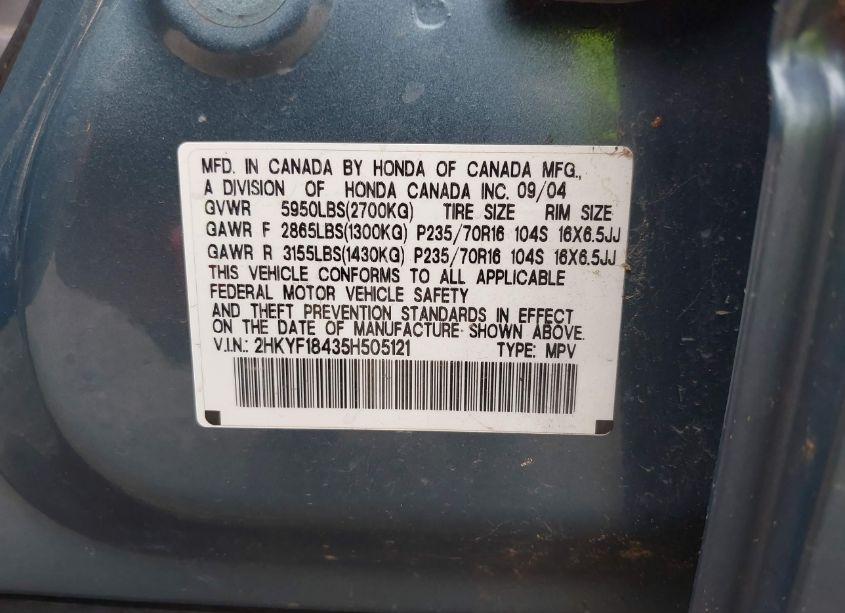 MFD. IN CANADA BY HONDA OF CANADA MFG.,
A DIVISION OF HONDA CANADA INC. 09/04
GVWR 5950LBS(2700KG) TIRE SIZE RIM SIZE
GAWR F 2865LBS(1300KG) P235/70R16 104S 16X6.5JJ
GAWR R 3155LBS(1430KG) P235/70R16 104S 16X6.5JJ
THIS VEHICLE CONFORMS TO ALL APPLICABLE
FEDERAL MOTOR VEHICLE SAFETY
AND THEFT PREVENTION STANDARDS IN EFFECT
ON THE DATE OF MANUFACTURE SHOWN ABOVE.
V.I.N.: 2HKYF18435H505121 TYPE: MPV